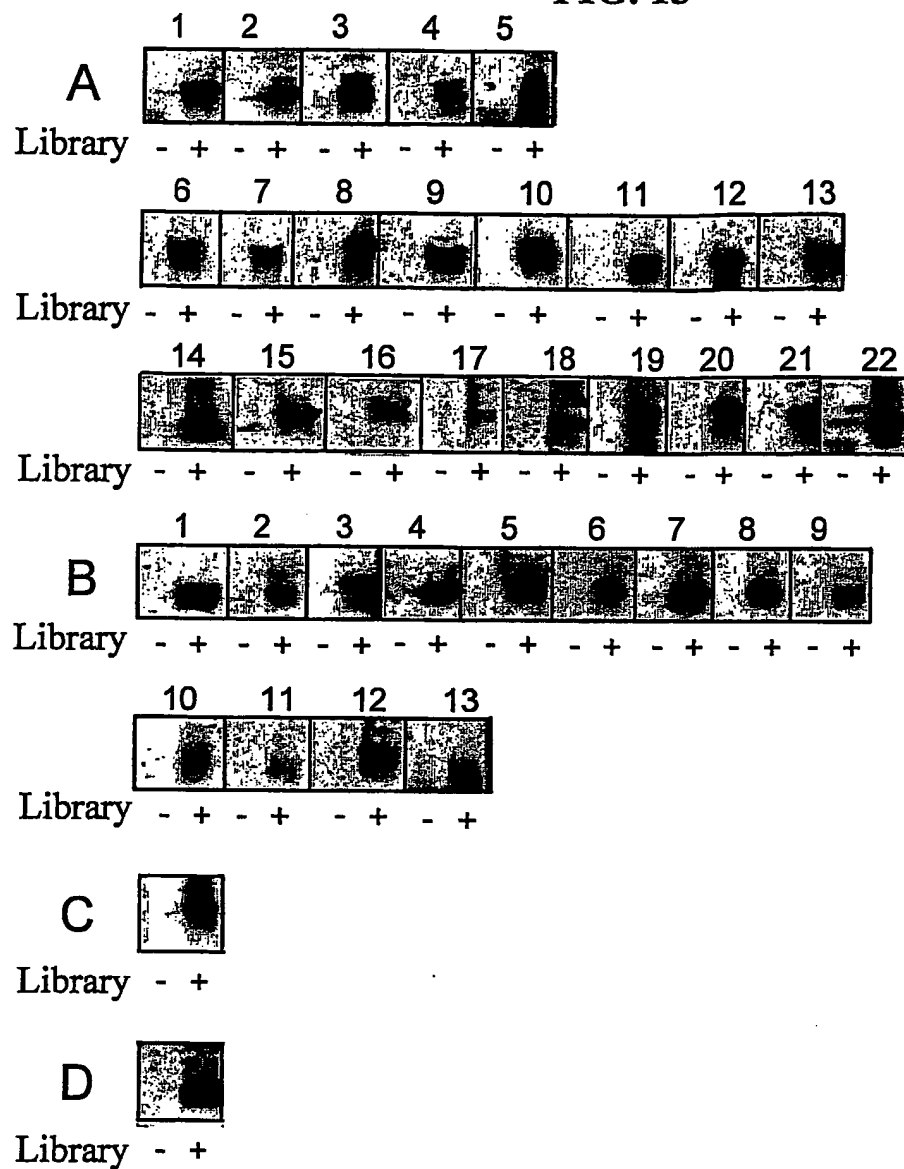 1 2 3 4 5
A
Library - + - + - + - + - +
6 7 8 9 10 11 12 13
Library - + - + - + - + - + - + - + - +
14 15 16 17 18 19 20 21 22
Library - + - + - + - + - + - + - + - + - +
1 2 3 4 5 6 7 8 9
B
Library - + - + - + - + - + - + - + - + - +
10 11 12 13
Library - + - + - + - +
C
Library - +
D
Library - +